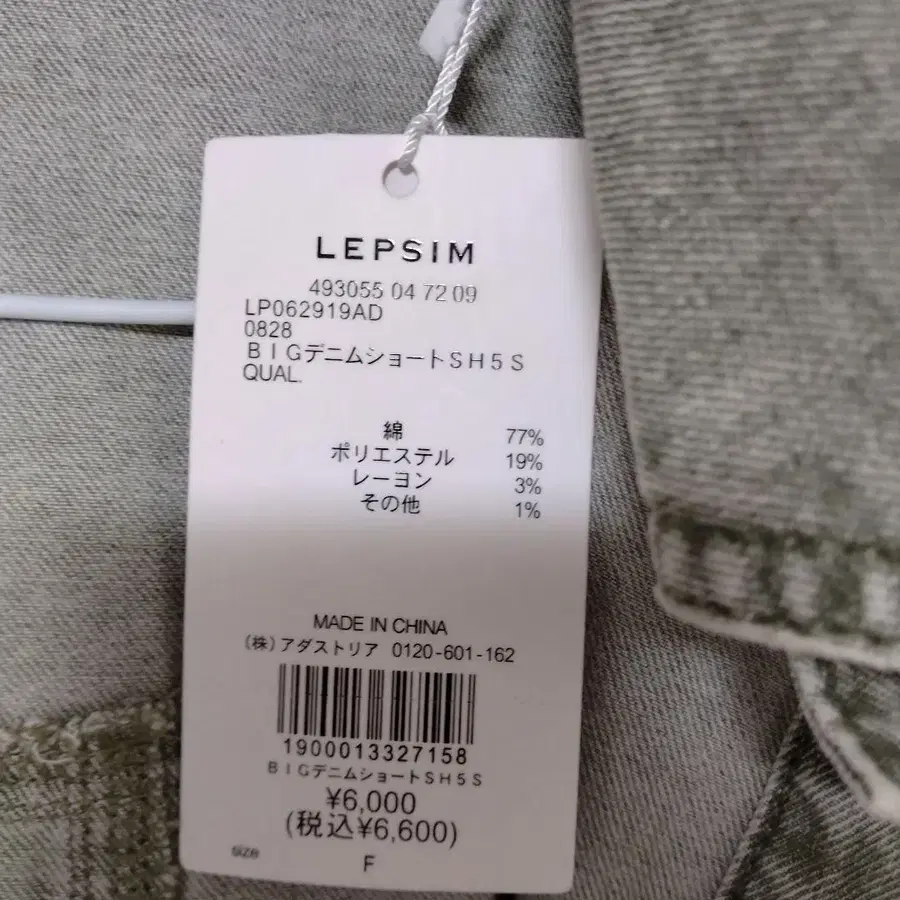 LEPSIM
493055 04 72 09
LP062919AD
0828
ＢＩＧデニムショートＳＨ５Ｓ
QUAL.
綿 77%
ポリエステル 19%
レーヨン 3%
その他 1%
MADE IN CHINA
(株)アダストリア 0120-601-162
1900013327158
ＢＩＧデニムショートＳＨ５Ｓ
¥6,000
(税込¥6,600)
size F